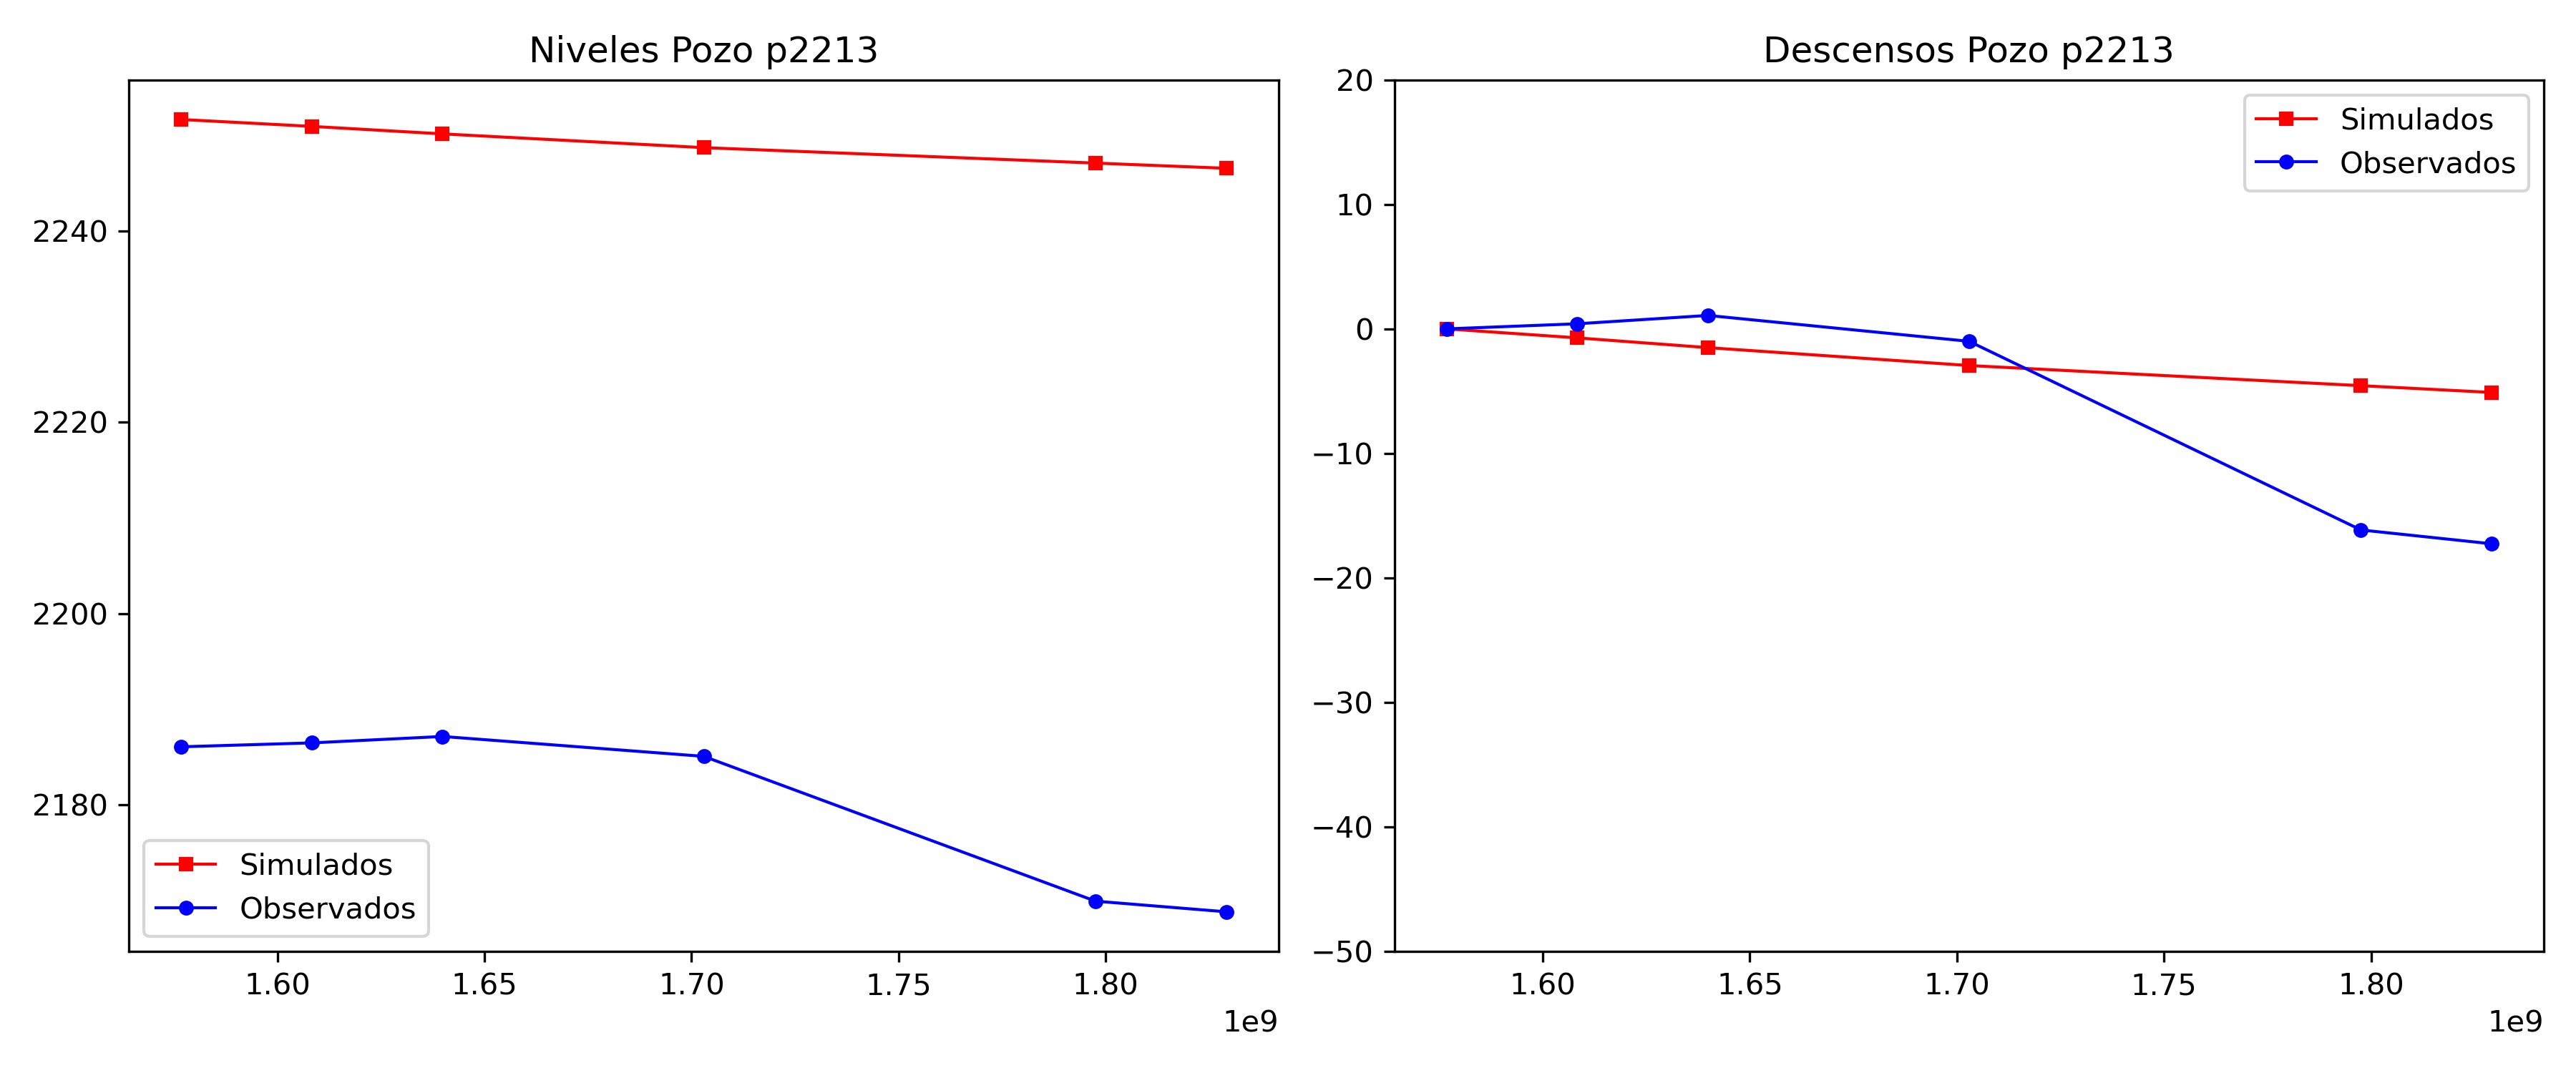 Niveles Pozo p2213
2240
2220
2200
2180
Simulados
Observados
1.60 1.65 1.70 1.75 1.80
1e9
Descensos Pozo p2213
20
10
0
−10
−20
−30
−40
−50
Simulados
Observados
1.60 1.65 1.70 1.75 1.80
1e9